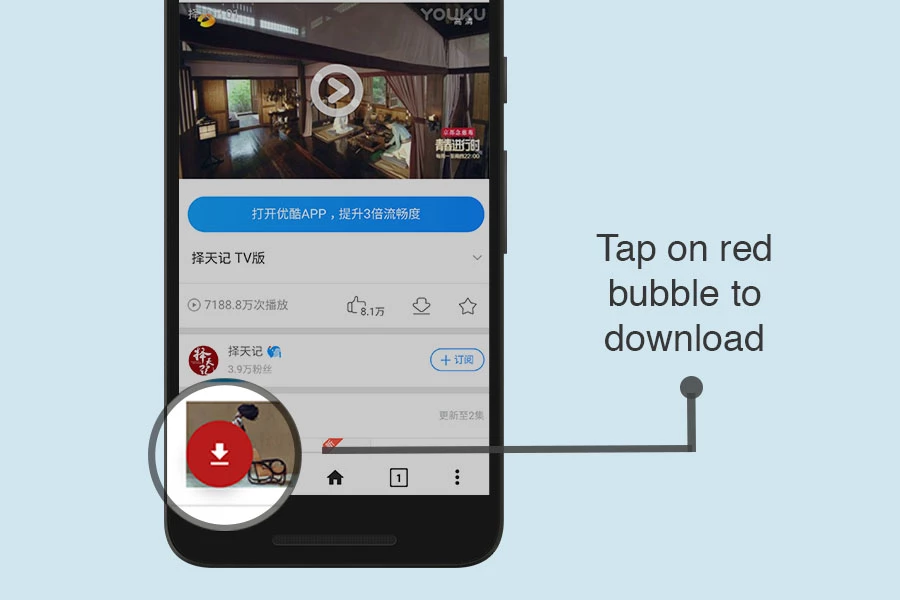 YOUKU
高清
青春进行时
打开优酷APP，提升3倍流畅度
择天记 TV版
7188.8万次播放
8.1万
择天记
3.9万粉丝
+ 订阅
更新至2集
1
Tap on red
bubble to
download